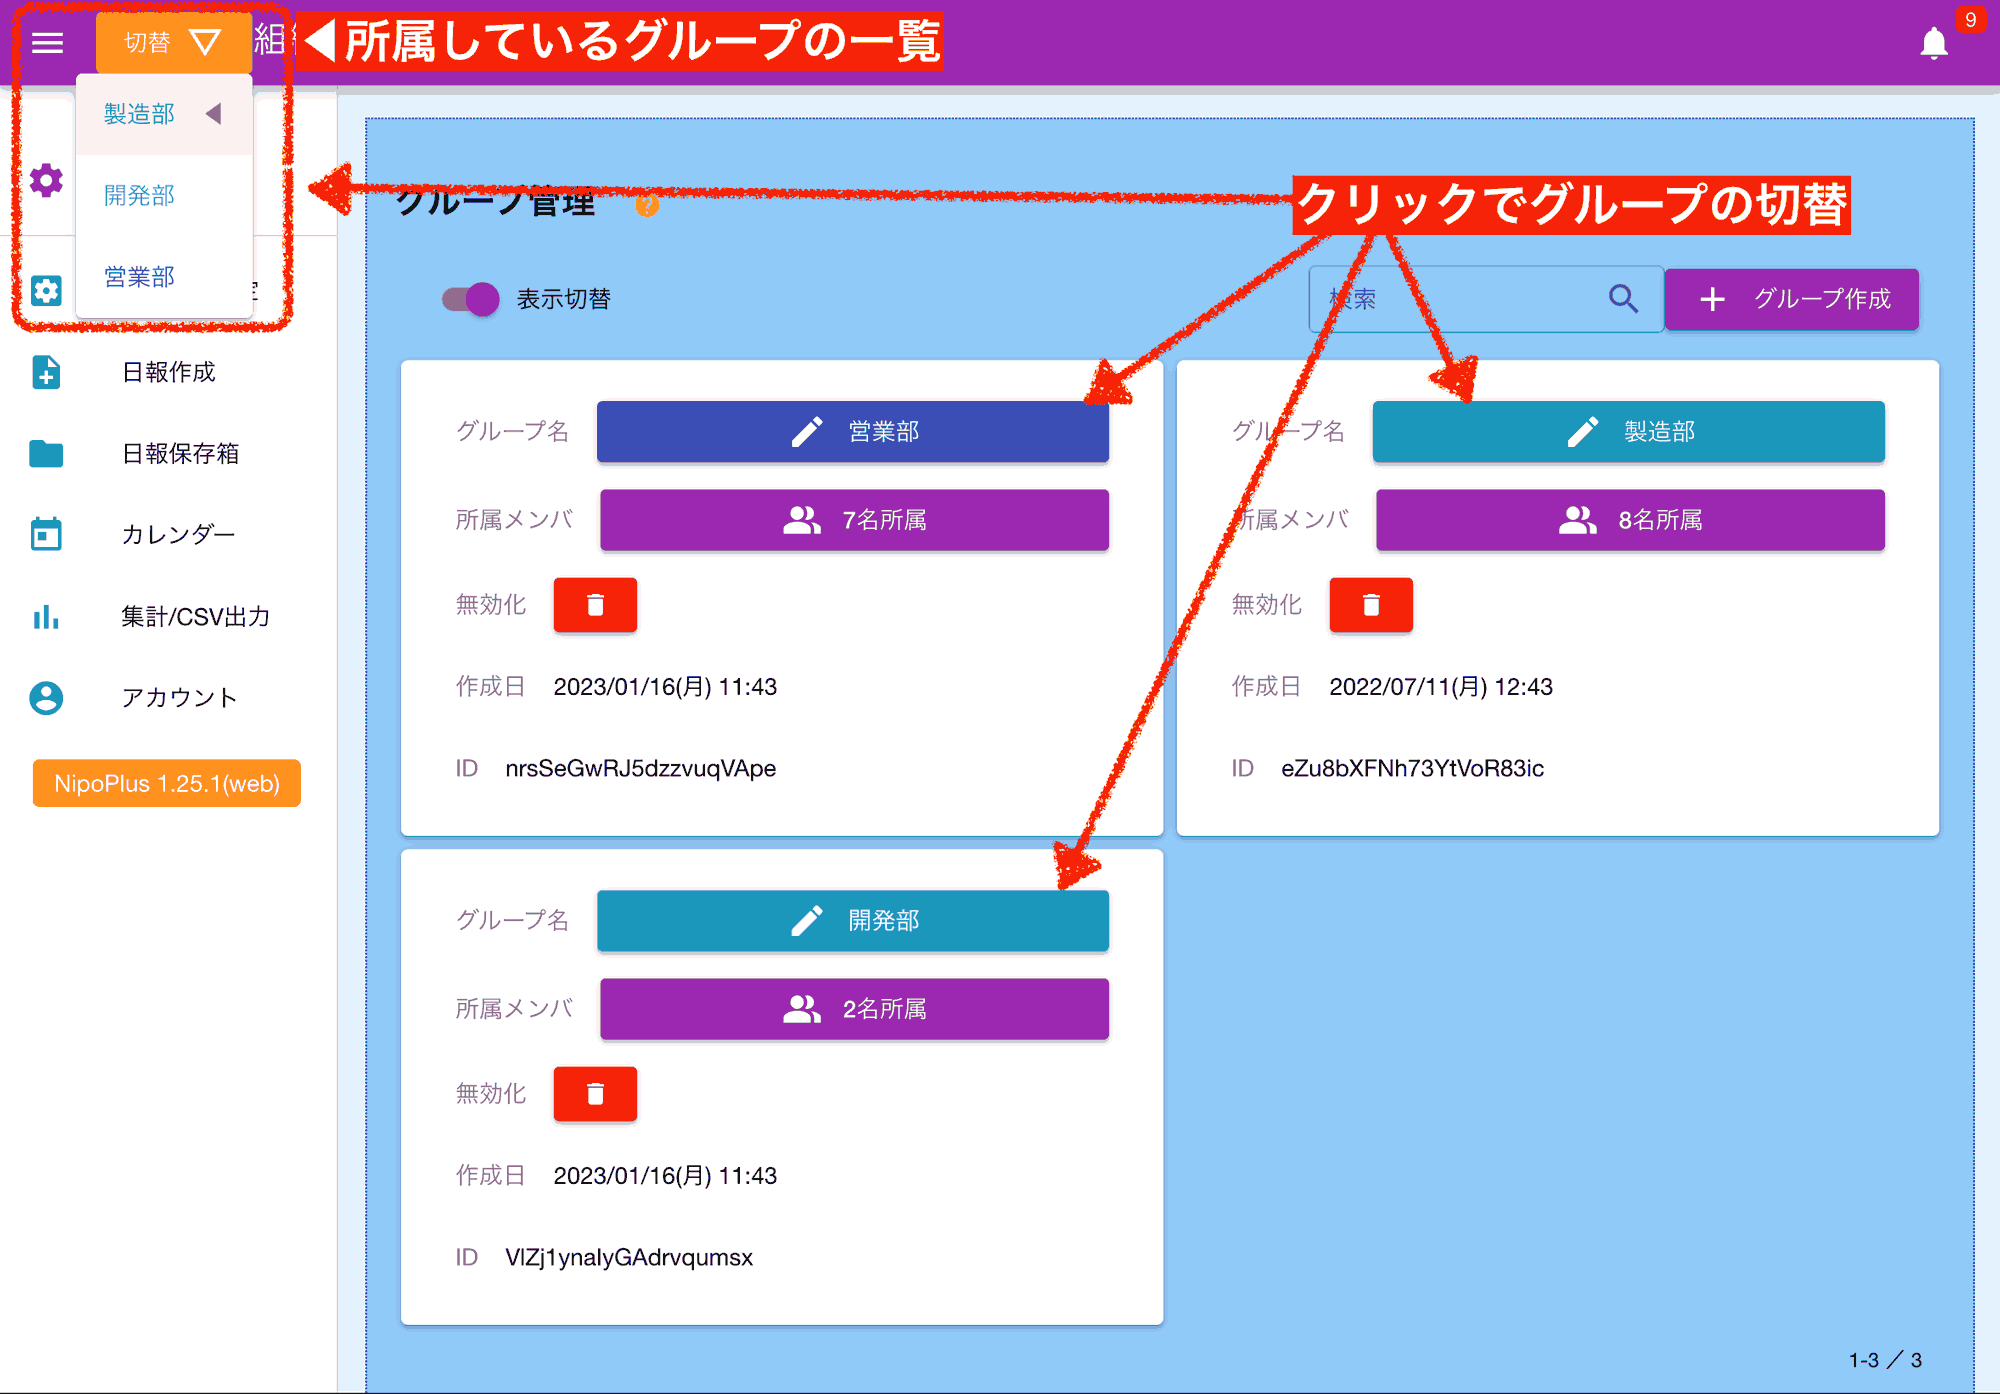 切替
組
所属しているグループの一覧
9
製造部
開発部
営業部
日報作成
日報保存箱
カレンダー
集計/CSV出力
アカウント
NipoPlus 1.25.1(web)
グループ管理
?
クリックでグループの切替
表示切替
検索
グループ作成
グループ名
営業部
所属メンバ
7名所属
無効化
作成日 2023/01/16(月) 11:43
ID nrsSeGwRJ5dzzvuqVApe
グループ名
製造部
所属メンバ
8名所属
無効化
作成日 2022/07/11(月) 12:43
ID eZu8bXFNh73YtVoR83ic
グループ名
開発部
所属メンバ
2名所属
無効化
作成日 2023/01/16(月) 11:43
ID VlZj1ynalyGAdrvqumsx
1-3 ／ 3